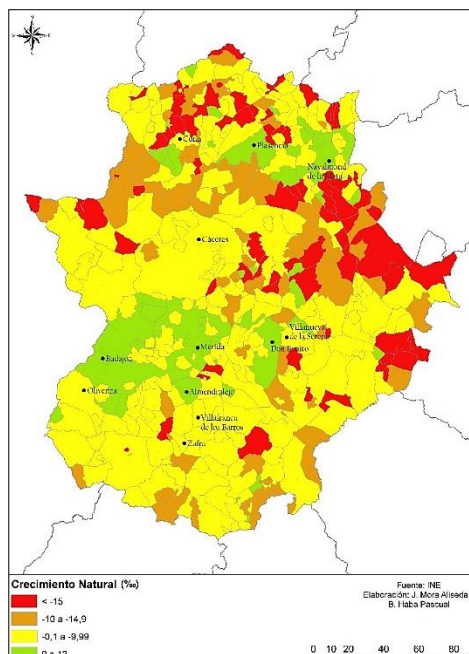 Coria
Plasencia
Navalmoral
de la Mata
Cáceres
Villanueva
de la Serena
Mérida
Don Benito
Badajoz
Olivenza
Almendralejo
Villafranca
de los Barros
Zafra
Crecimiento Natural (‰)
< -15
-10 a -14,9
-0,1 a -9,99
Fuente: INE
Elaboración: J. Mora Aliseda
B. Haba Pascual
0 10 20 40 60 80